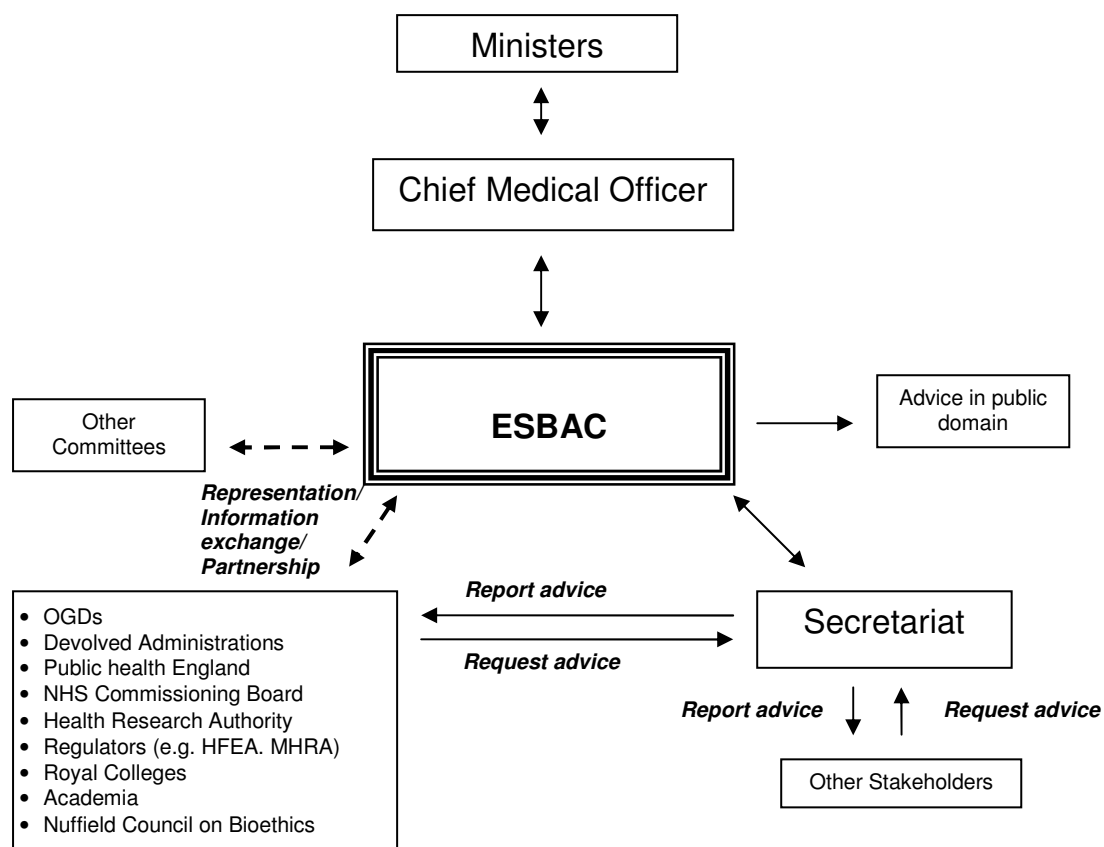 Ministers
Chief Medical Officer
ESBAC
Advice in public
domain
Other
Committees
Representation/
Information
exchange/
Partnership
Report advice
Request advice
Secretariat
• OGDs
• Devolved Administrations
• Public health England
• NHS Commissioning Board
• Health Research Authority
• Regulators (e.g. HFEA. MHRA)
• Royal Colleges
• Academia
• Nuffield Council on Bioethics
Report advice
Request advice
Other Stakeholders